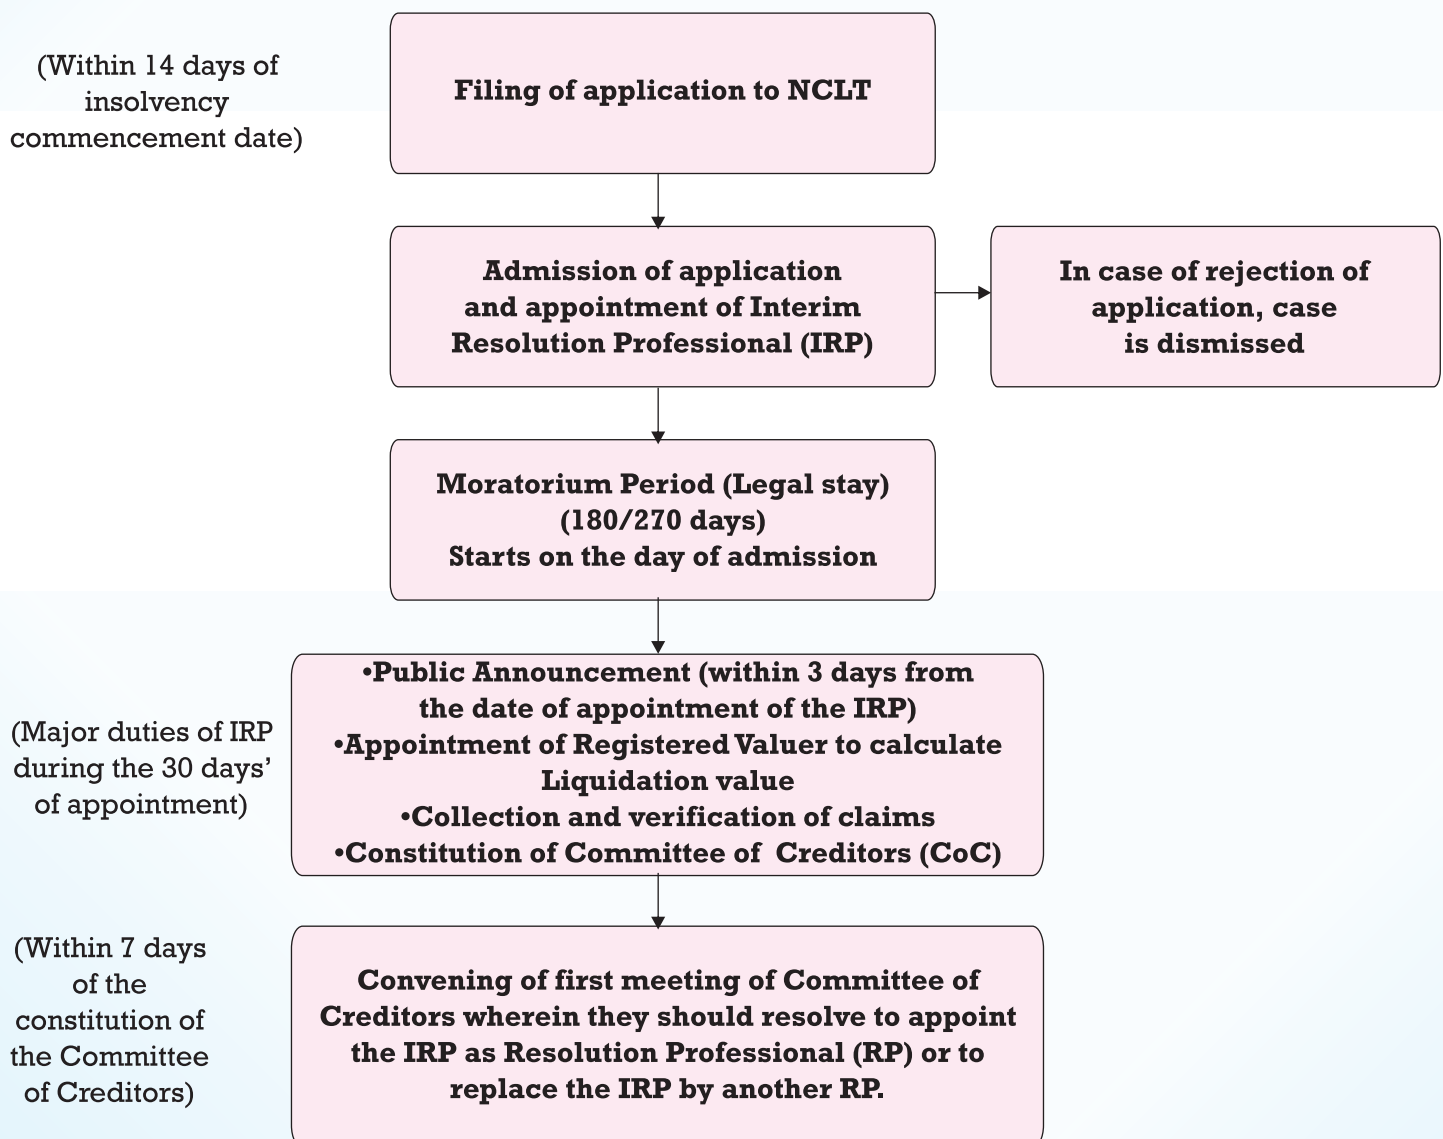 (Within 14 days of
insolvency
commencement date)
Filing of application to NCLT
Admission of application
and appointment of Interim
Resolution Professional (IRP)
In case of rejection of
application, case
is dismissed
Moratorium Period (Legal stay)
(180/270 days)
Starts on the day of admission
(Major duties of IRP
during the 30 days’
of appointment)
•Public Announcement (within 3 days from
the date of appointment of the IRP)
•Appointment of Registered Valuer to calculate
Liquidation value
•Collection and verification of claims
•Constitution of Committee of Creditors (CoC)
(Within 7 days
of the
constitution of
the Committee
of Creditors)
Convening of first meeting of Committee of
Creditors wherein they should resolve to appoint
the IRP as Resolution Professional (RP) or to
replace the IRP by another RP.